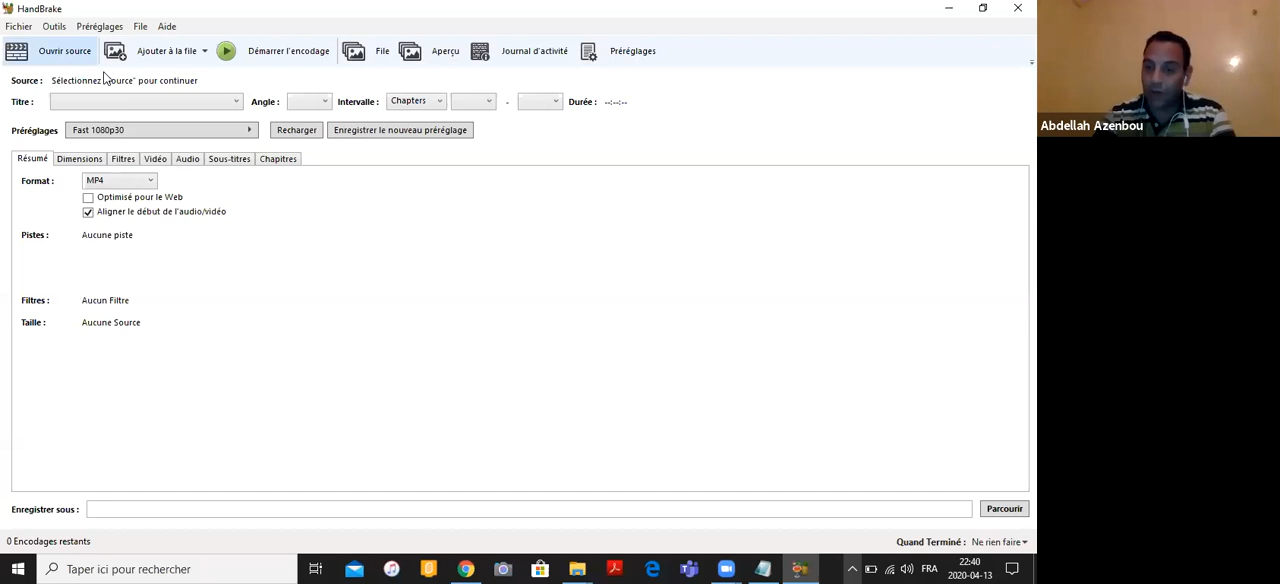 HandBrake
Fichier Outils Préréglages File Aide
Ouvrir source Ajouter à la file Démarrer l'encodage File Aperçu Journal d'activité Préréglages
Source : Sélectionnez "Source" pour continuer
Titre : Angle : Intervalle : Chapters - Durée : --:--:--
Abdellah Azenbou
Préréglages Fast 1080p30 Recharger Enregistrer le nouveau préréglage
Résumé Dimensions Filtres Vidéo Audio Sous-titres Chapitres
Format : MP4
Optimisé pour le Web
Aligner le début de l'audio/vidéo
Pistes : Aucune piste
Filtres : Aucun Filtre
Taille : Aucune Source
Enregistrer sous : Parcourir
0 Encodages restants Quand Terminé : Ne rien faire
Taper ici pour rechercher FRA 22:40
2020-04-13